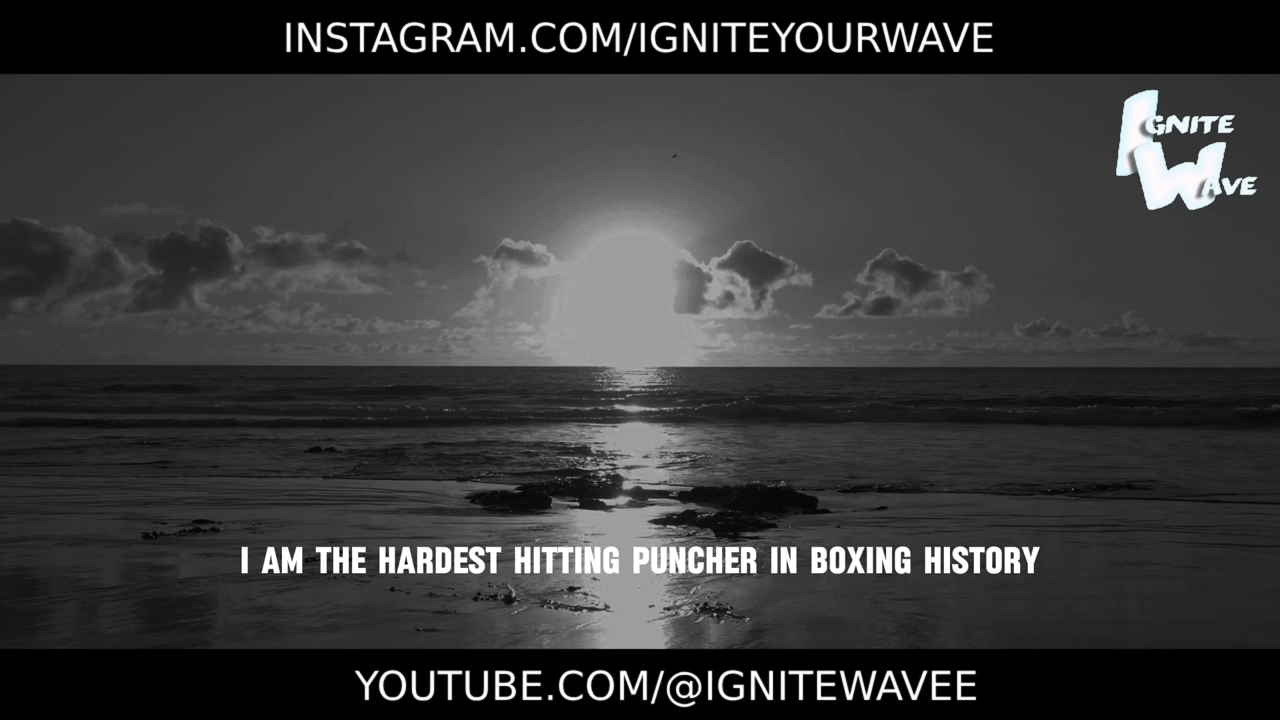 INSTAGRAM.COM/IGNITEYOURWAVE
IGNITE
WAVE
I AM THE HARDEST HITTING PUNCHER IN BOXING HISTORY
YOUTUBE.COM/@IGNITEWAVEE